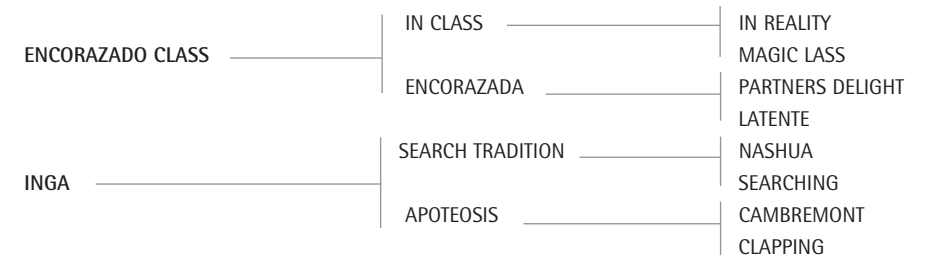 IN CLASS IN REALITY
ENCORAZADO CLASS MAGIC LASS
ENCORAZADA PARTNERS DELIGHT
LATENTE
SEARCH TRADITION NASHUA
INGA SEARCHING
APOTEOSIS CAMBREMONT
CLAPPING